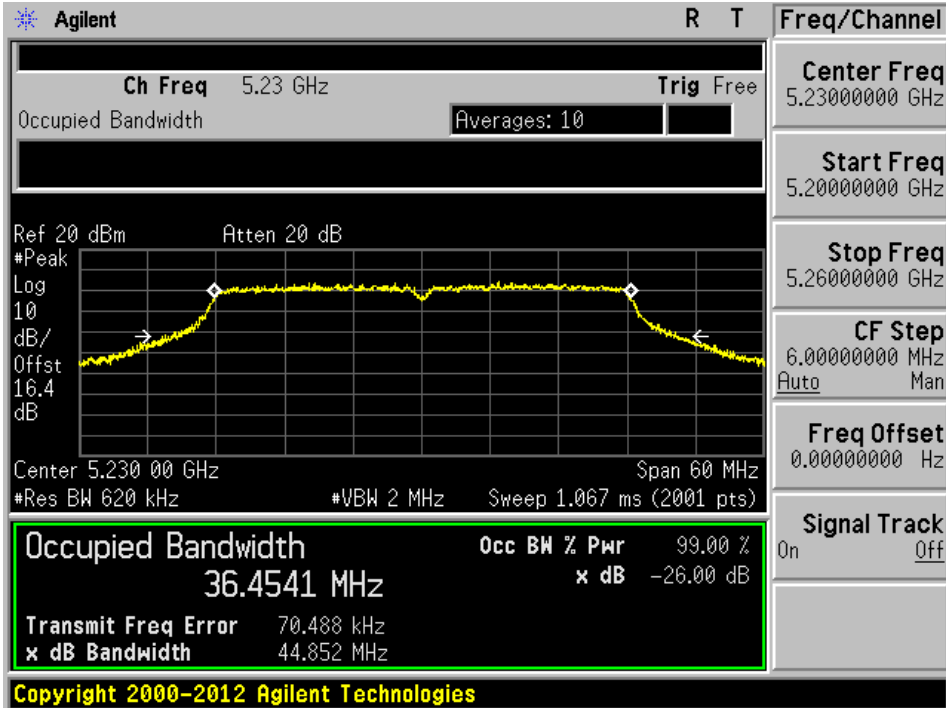 Agilent R T
Freq/Channel
Ch Freq 5.23 GHz Trig Free
Occupied Bandwidth Averages: 10
Ref 20 dBm Atten 20 dB
#Peak
Log
10
dB/
Offst
16.4
dB
Center 5.230 00 GHz Span 60 MHz
#Res BW 620 kHz #VBW 2 MHz Sweep 1.067 ms (2001 pts)
Occupied Bandwidth Occ BW % Pwr 99.00 %
36.4541 MHz x dB -26.00 dB
Transmit Freq Error 70.488 kHz
x dB Bandwidth 44.852 MHz
Copyright 2000-2012 Agilent Technologies
Center Freq
5.23000000 GHz
Start Freq
5.20000000 GHz
Stop Freq
5.26000000 GHz
CF Step
6.00000000 MHz
Auto Man
Freq Offset
0.00000000 Hz
Signal Track
On Off